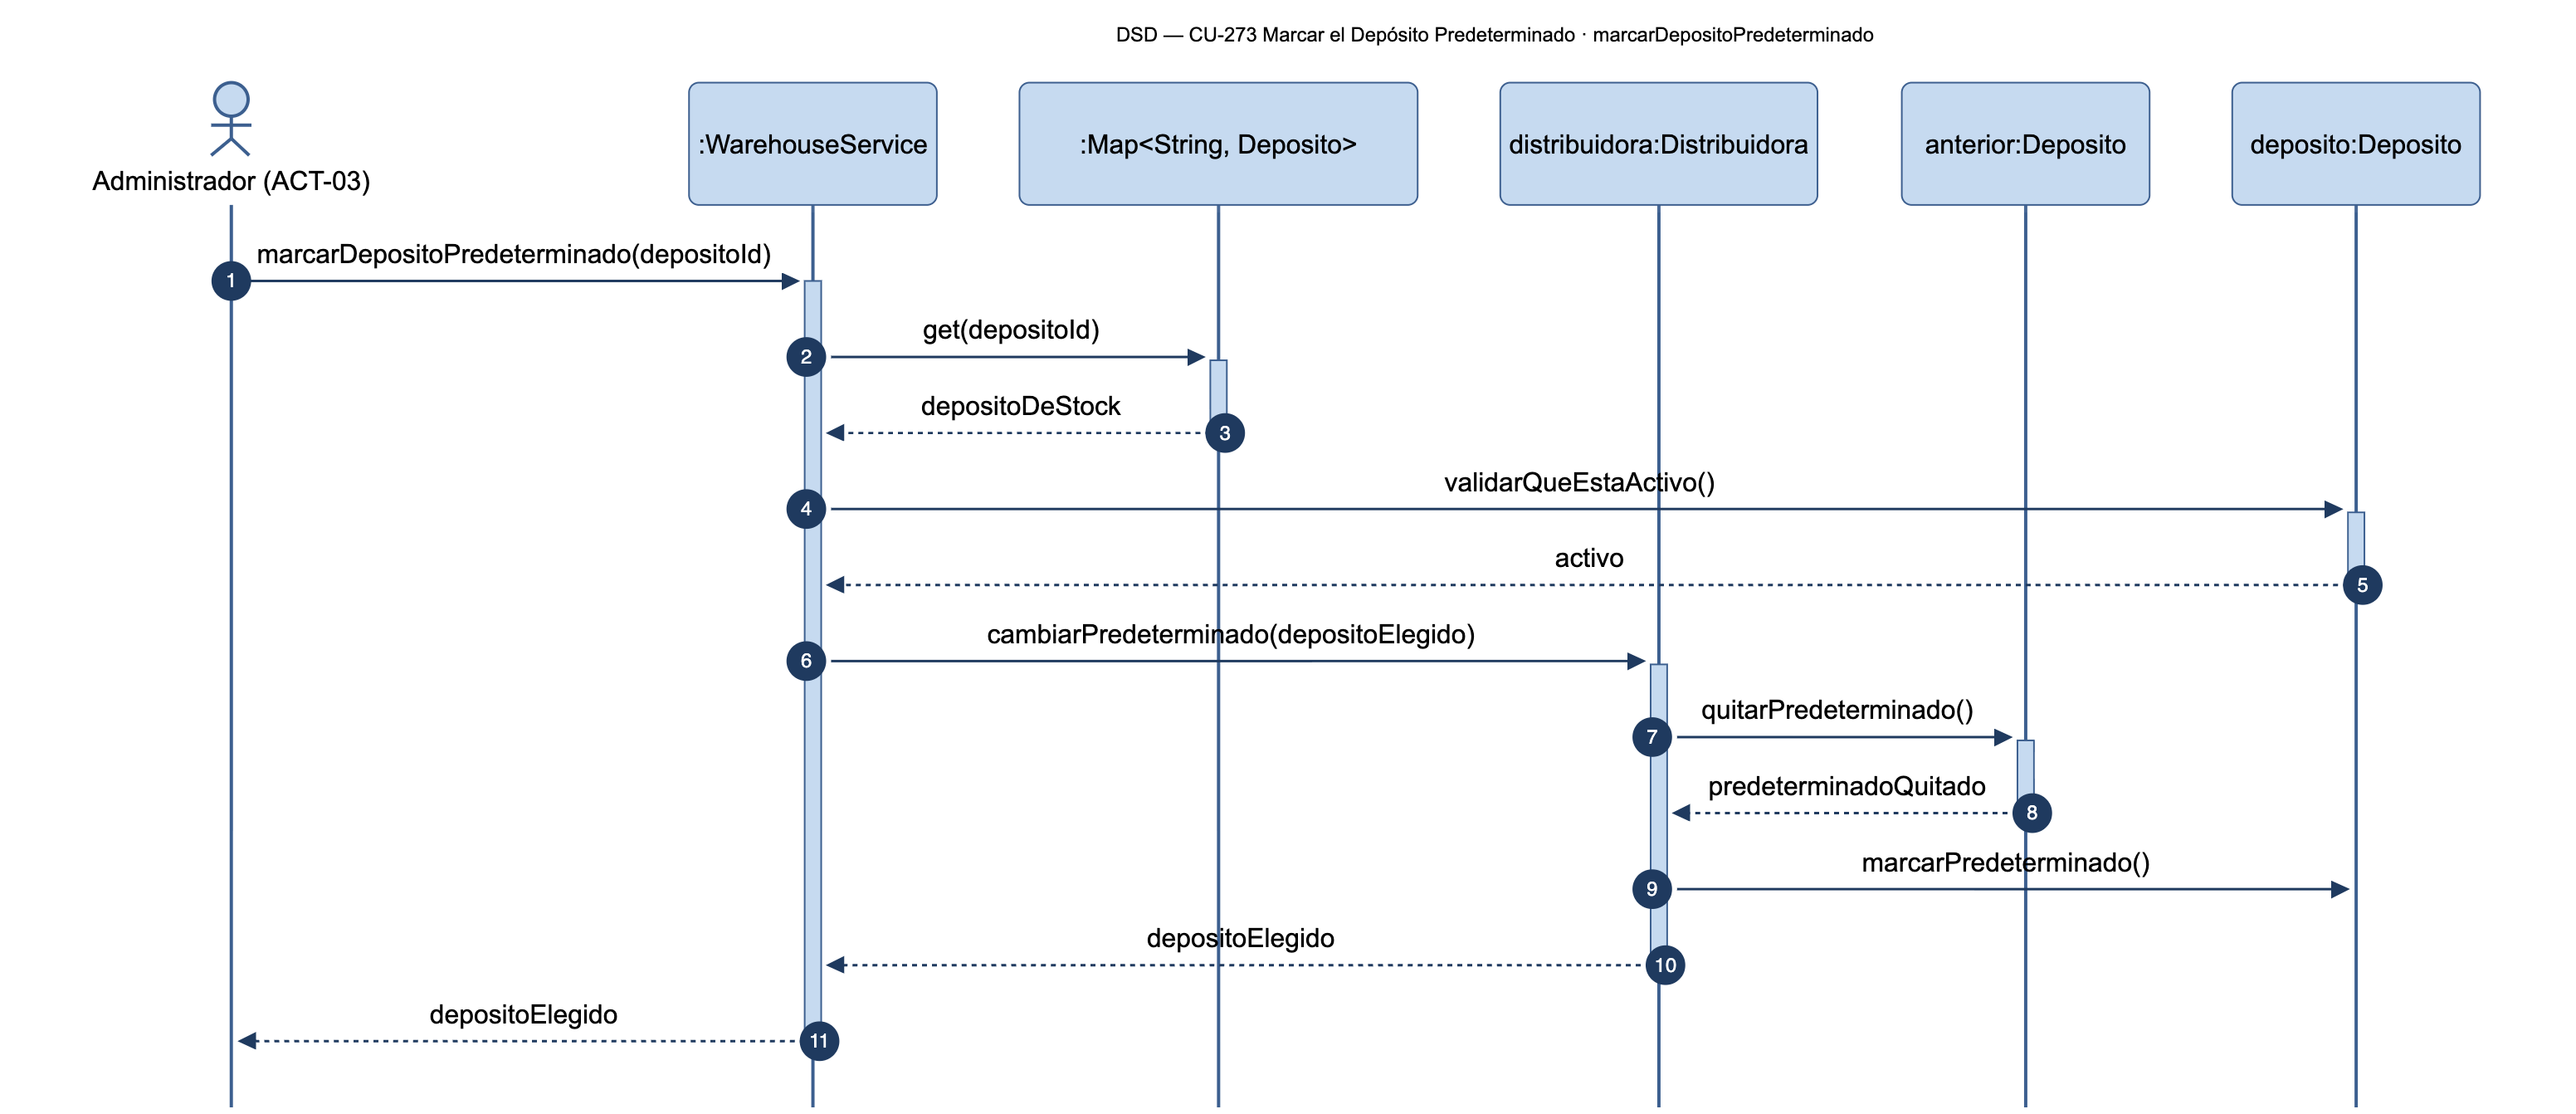 DSD — CU-273 Marcar el Depósito Predeterminado · marcarDepositoPredeterminado
Administrador (ACT-03)
:WarehouseService
:Map<String, Deposito>
distribuidora:Distribuidora
anterior:Deposito
deposito:Deposito
marcarDepositoPredeterminado(depositoId)
1
get(depositoId)
2
depositoDeStock
3
validarQueEstaActivo()
4
activo
5
cambiarPredeterminado(depositoElegido)
6
quitarPredeterminado()
7
predeterminadoQuitado
8
marcarPredeterminado()
9
depositoElegido
10
depositoElegido
11